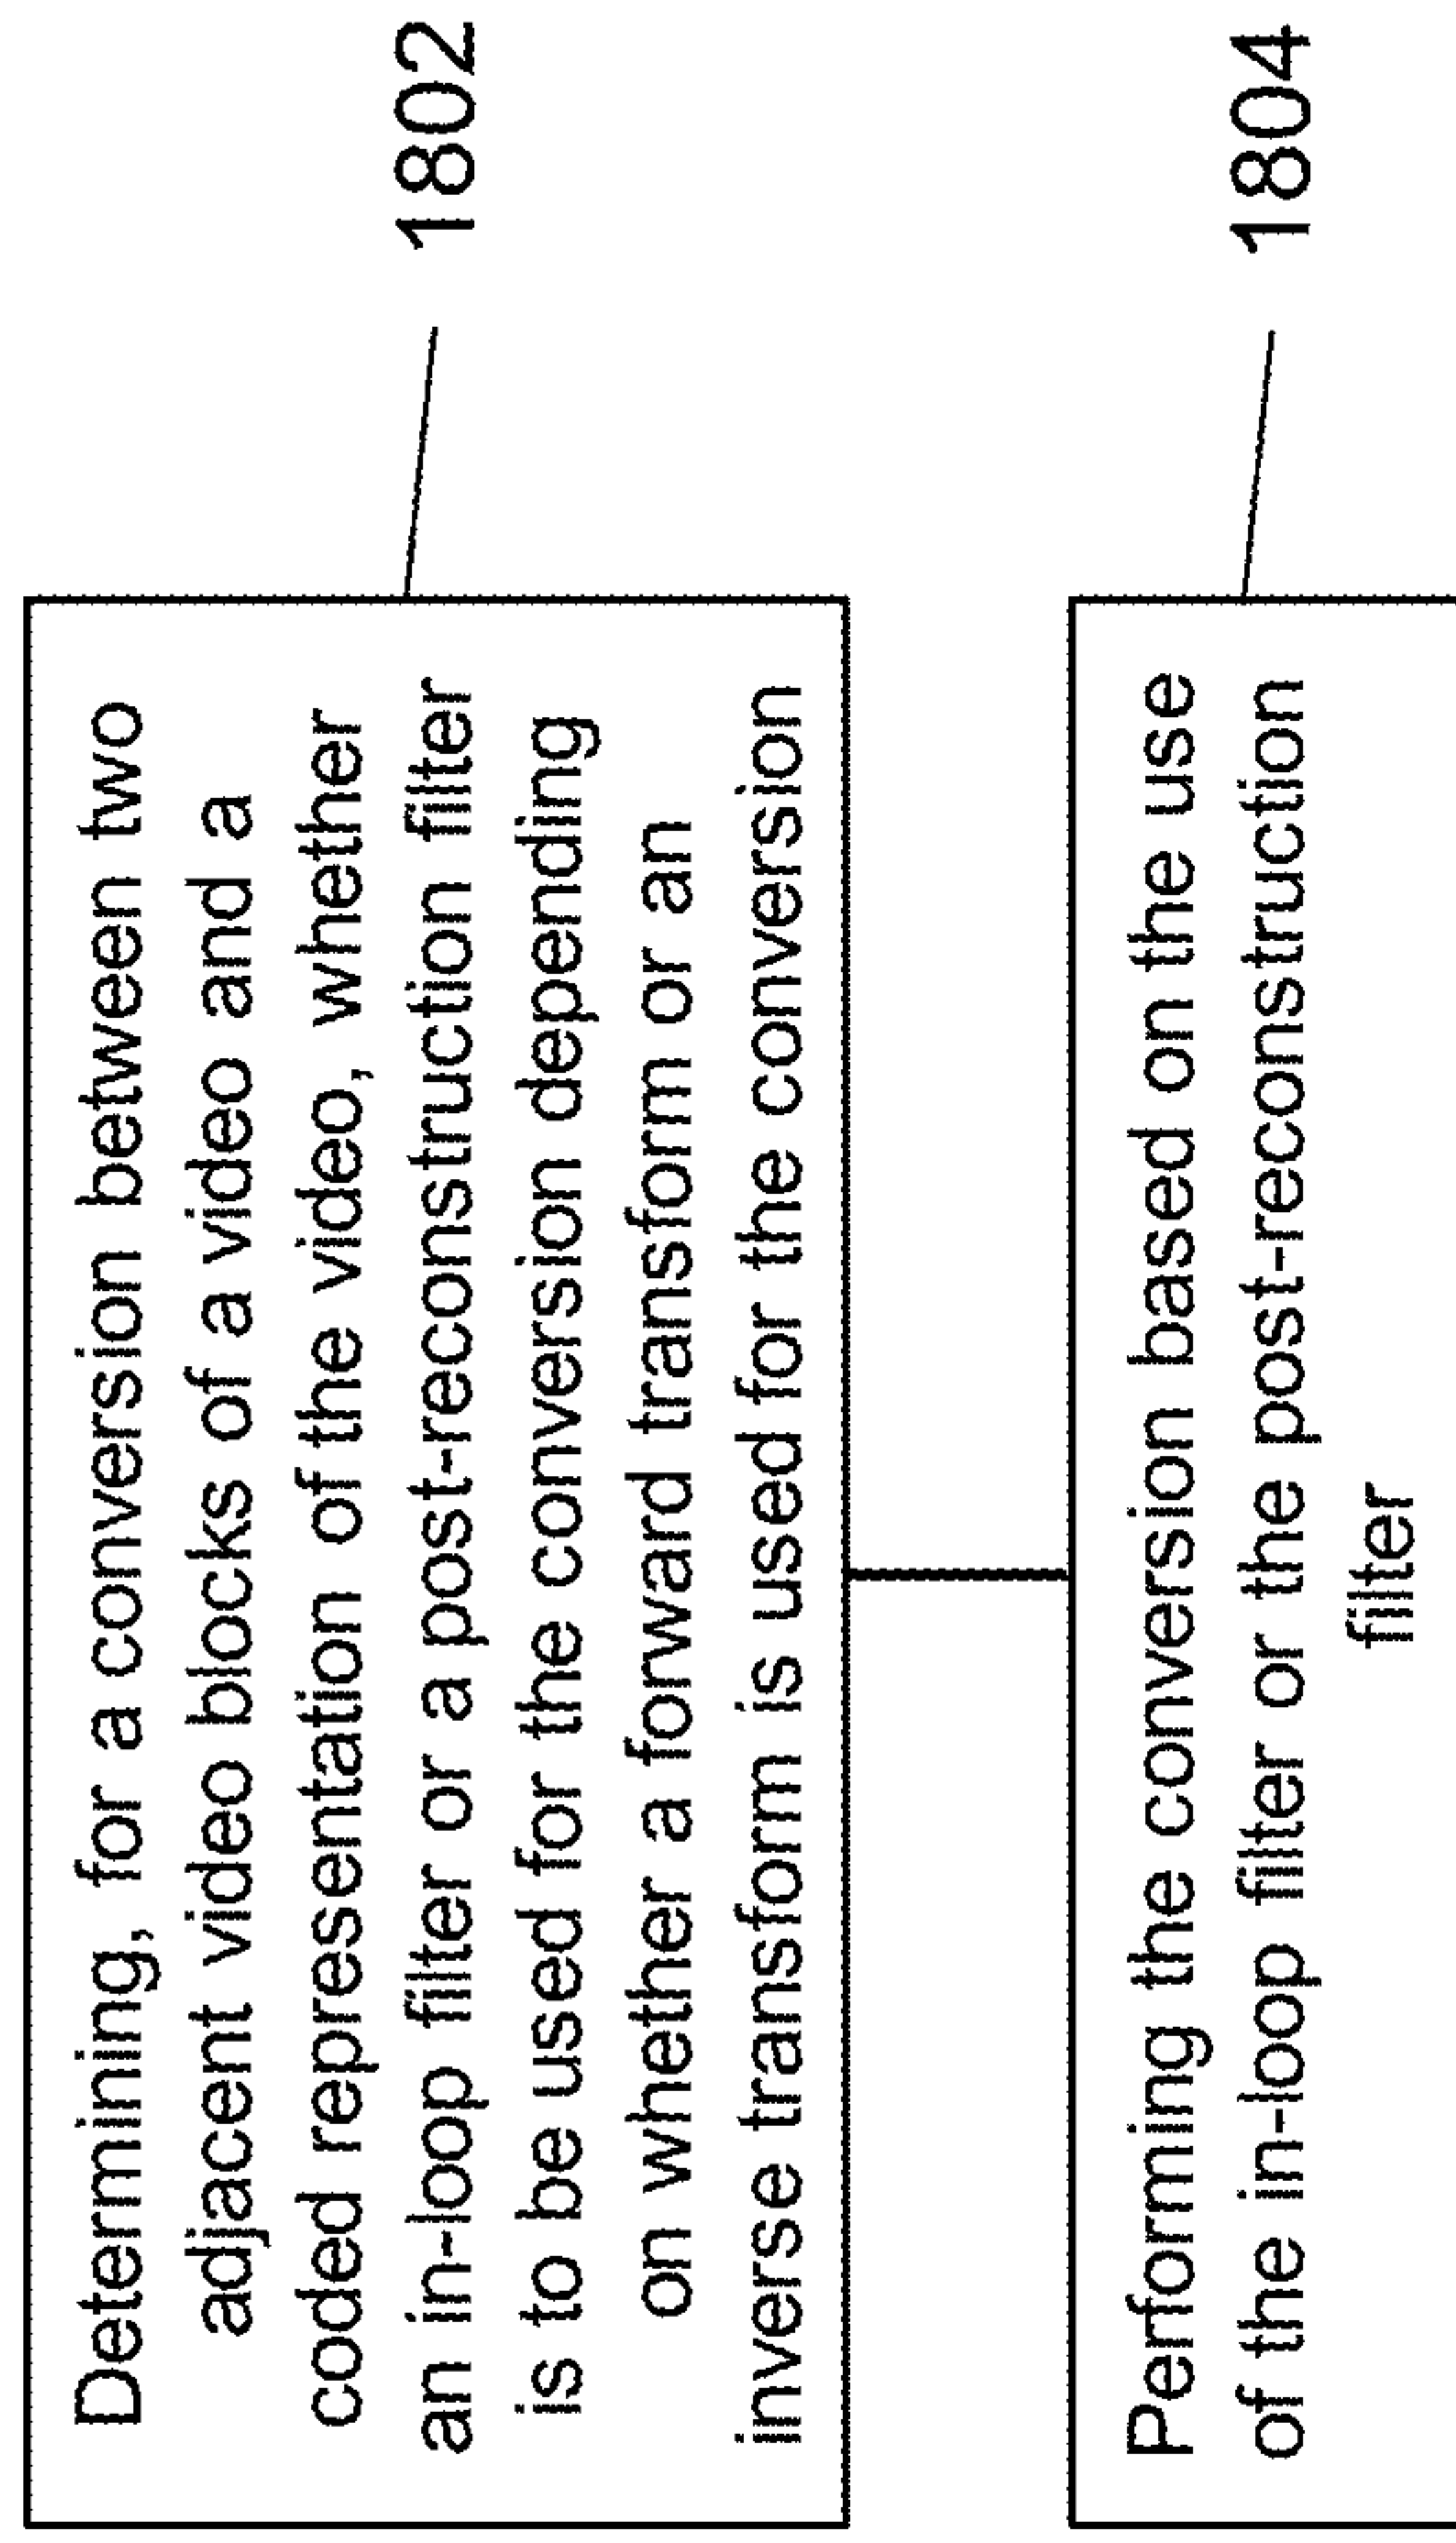 Determining, for a conversion between two
adjacent video blocks of a video and a
coded representation of the video, whether
an in-loop filter or a post-reconstruction filter
is to be used for the conversion depending
on whether a forward transform or an
inverse transform is used for the conversion
1802
Performing the conversion based on the use
of the in-loop filter or the post-reconstruction
filter
1804